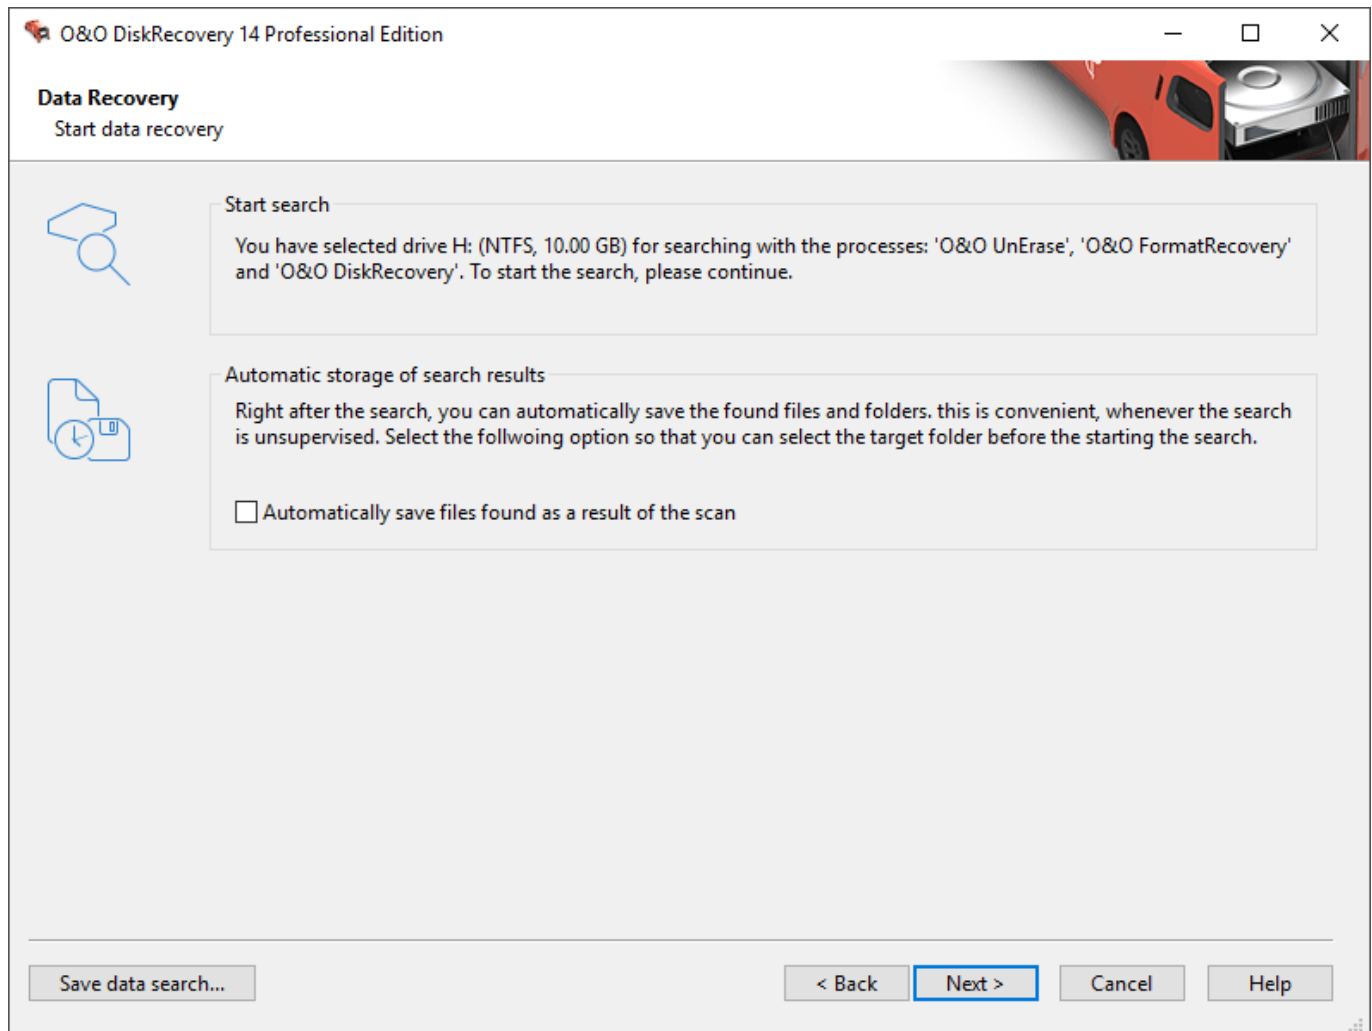 O&O DiskRecovery 14 Professional Edition
Data Recovery
Start data recovery
Start search
You have selected drive H: (NTFS, 10.00 GB) for searching with the processes: 'O&O UnErase', 'O&O FormatRecovery'
and 'O&O DiskRecovery'. To start the search, please continue.
Automatic storage of search results
Right after the search, you can automatically save the found files and folders. this is convenient, whenever the search
is unsupervised. Select the follwoing option so that you can select the target folder before the starting the search.
Automatically save files found as a result of the scan
Save data search...
< Back
Next >
Cancel
Help